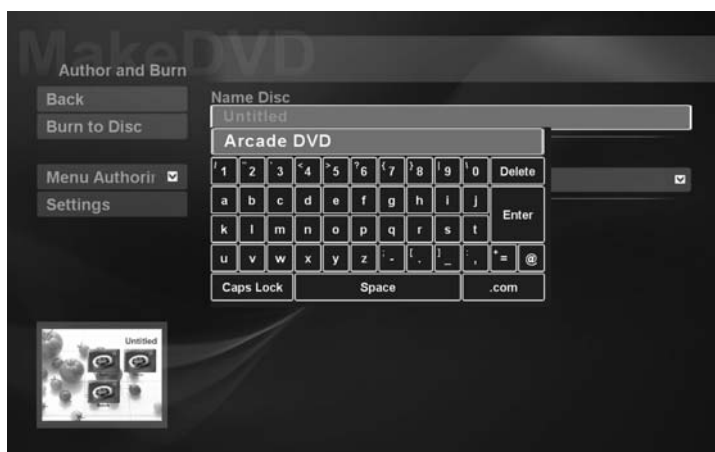 MakeDVD
Author and Burn
Back
Burn to Disc
Menu Authorin
Settings
Name Disc
Untitled
Arcade DVD
1 2 3 < 4 > 5 ? 6 { 7 } 8 | 9 \ 0 Delete
a b c d e f g h i j
Enter
k l m n o p q r s t
u v w x y z - [ . ] _ , + = @
Caps Lock Space .com
Untitled